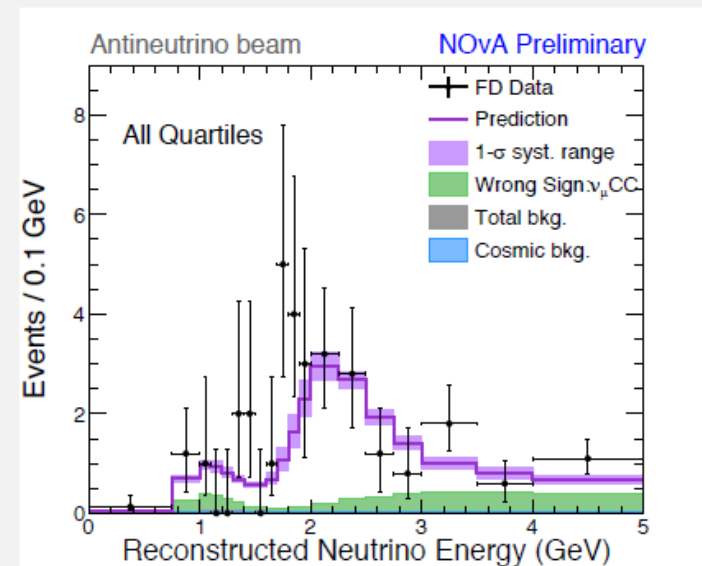 Antineutrino beam NOνA Preliminary
All Quartiles
FD Data
Prediction
1-σ syst. range
Wrong Sign:νμCC
Total bkg.
Cosmic bkg.
Events / 0.1 GeV
8
6
4
2
0
0 1 2 3 4 5
Reconstructed Neutrino Energy (GeV)